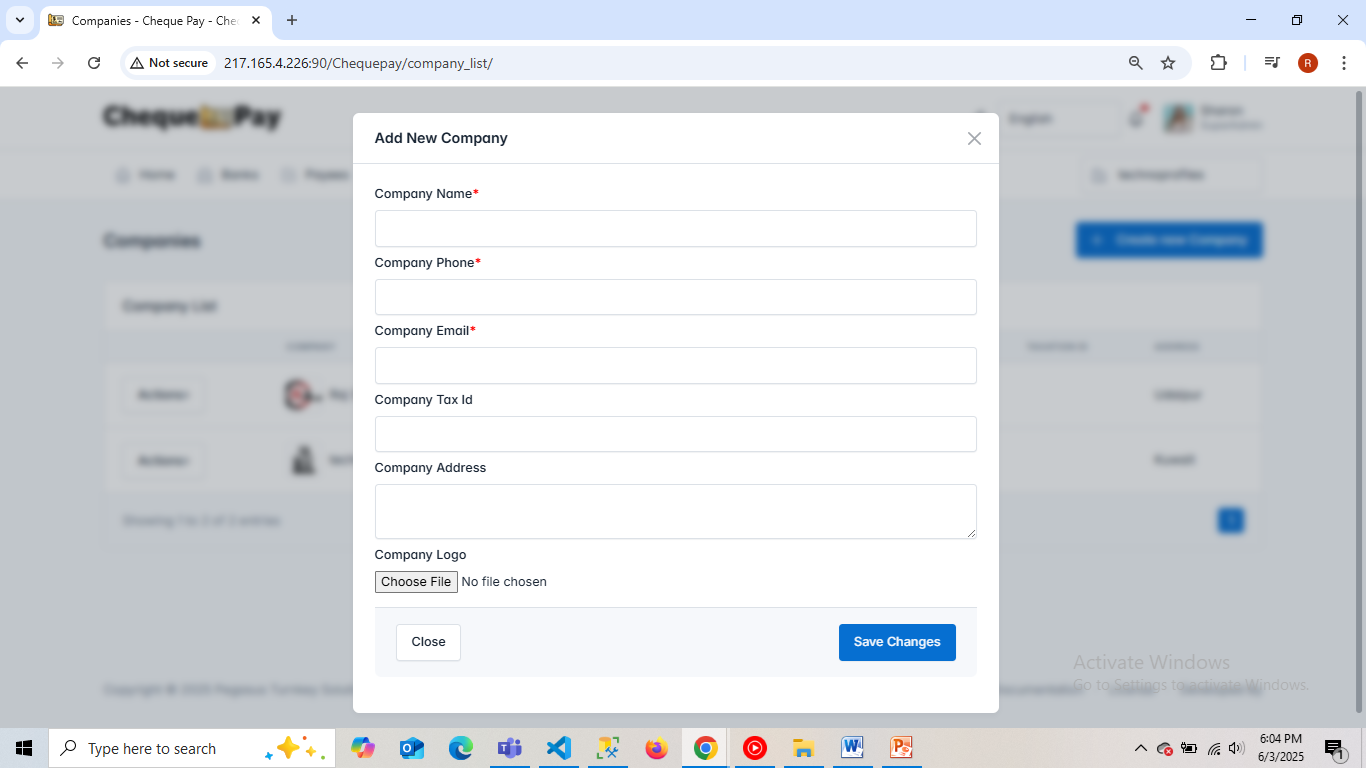 Companies - Cheque Pay - Che
Not secure
217.165.4.226:90/Chequepay/company_list/
R
Cheque Pay
English
Home
Banks
Payees
Add New Company
Companies
Create new Company
Company List
Company Name*
Company Phone*
Company Email*
Company Tax Id
Company Address
Company Logo
Choose File No file chosen
Close
Save Changes
Actions
Actions
Kuwait
Showing 1 to 2 of 2 entries
Activate Windows
Go to Settings to activate Windows.
Type here to search
6:04 PM
6/3/2025
1